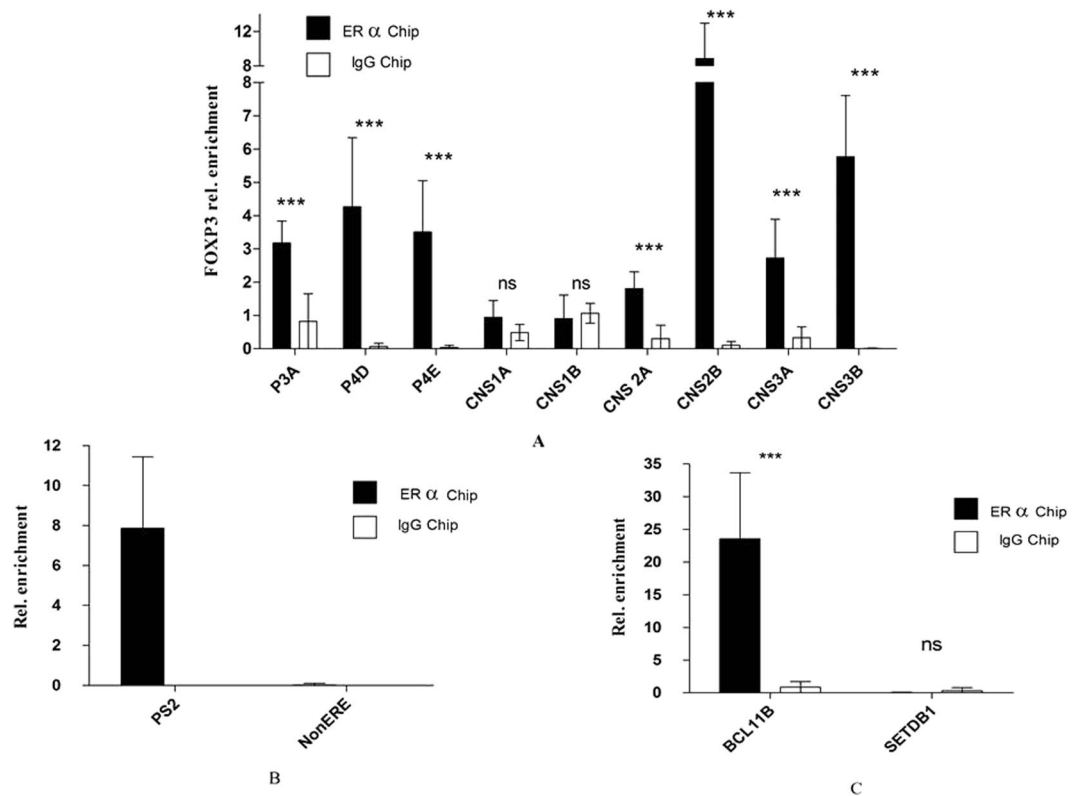 ER α Chip
IgG Chip
FOXP3 rel. enrichment
12
8
8
7
6
5
4
3
2
1
0
***
***
***
ns
ns
***
***
***
***
P3A
P4D
P4E
CNS1A
CNS1B
CNS 2A
CNS2B
CNS3A
CNS3B
A
Rel. enrichment
12
10
8
6
4
2
0
ER α Chip
IgG Chip
PS2
NonERE
B
Rel. enrichment
35
30
25
20
15
10
5
0
***
ns
ER α Chip
IgG Chip
BCL11B
SETDB1
C